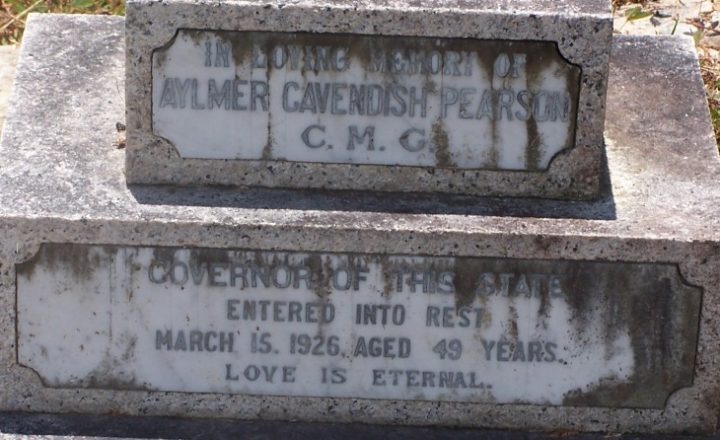 IN LOVING MEMORY OF
AYLMER CAVENDISH PEARSON
C. M. G.
GOVERNOR OF THIS STATE
ENTERED INTO REST
MARCH 15. 1926. AGED 49 YEARS.
LOVE IS ETERNAL.